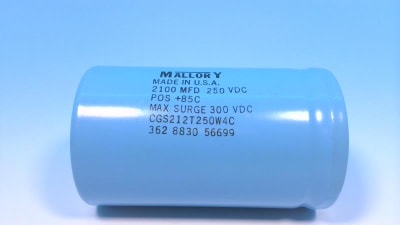 MALLORY
MADE IN U.S.A.
2100 MFD 250 VDC
POS +85C
MAX SURGE 300 VDC
CGS212T250W4C
362 8830 56699